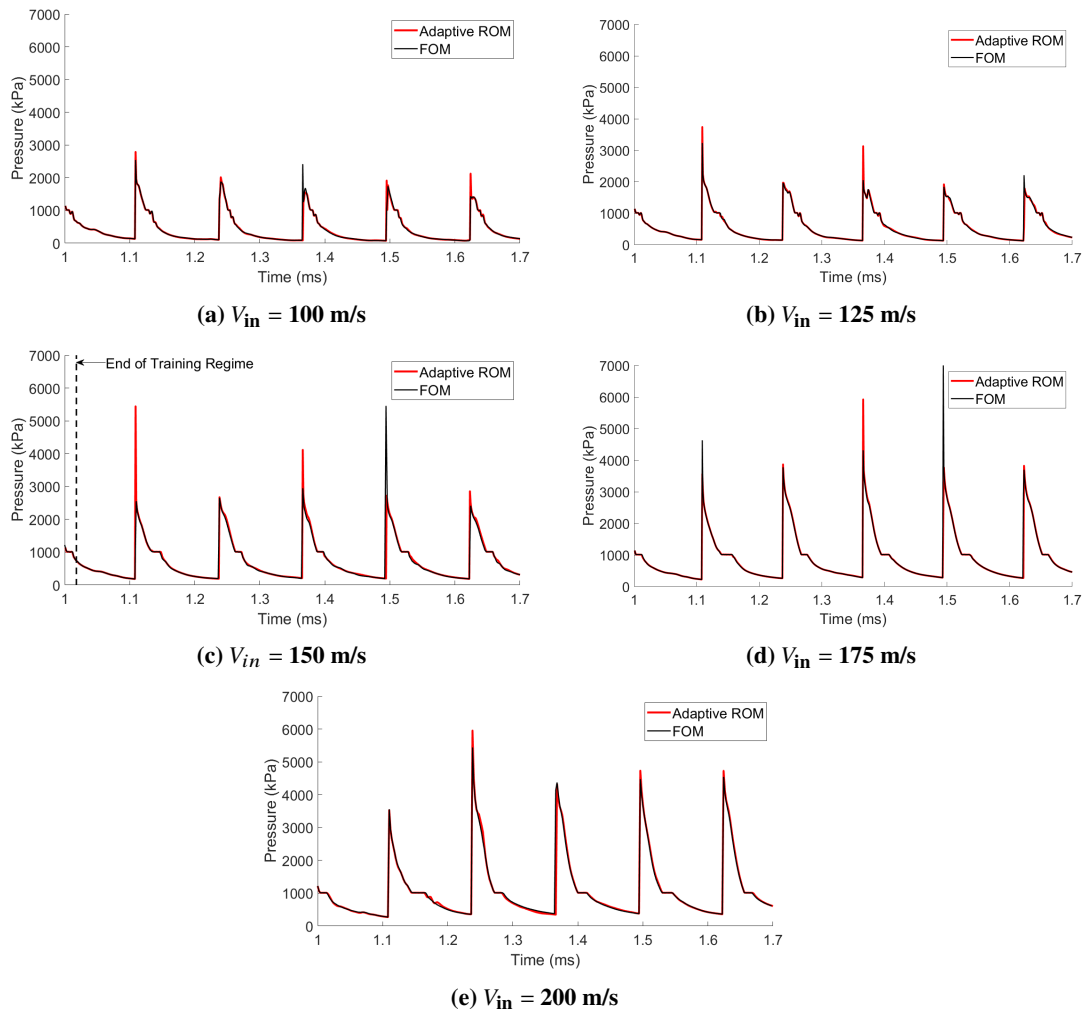 7000
6000
5000
4000
3000
2000
1000
0
Pressure (kPa)
Adaptive ROM
FOM
1 1.1 1.2 1.3 1.4 1.5 1.6 1.7
Time (ms)
(a) V_in = 100 m/s
7000
6000
5000
4000
3000
2000
1000
0
Pressure (kPa)
Adaptive ROM
FOM
1 1.1 1.2 1.3 1.4 1.5 1.6 1.7
Time (ms)
(b) V_in = 125 m/s
7000
6000
5000
4000
3000
2000
1000
0
Pressure (kPa)
End of Training Regime
Adaptive ROM
FOM
1 1.1 1.2 1.3 1.4 1.5 1.6 1.7
Time (ms)
(c) V_in = 150 m/s
7000
6000
5000
4000
3000
2000
1000
0
Pressure (kPa)
Adaptive ROM
FOM
1 1.1 1.2 1.3 1.4 1.5 1.6 1.7
Time (ms)
(d) V_in = 175 m/s
7000
6000
5000
4000
3000
2000
1000
0
Pressure (kPa)
Adaptive ROM
FOM
1 1.1 1.2 1.3 1.4 1.5 1.6 1.7
Time (ms)
(e) V_in = 200 m/s